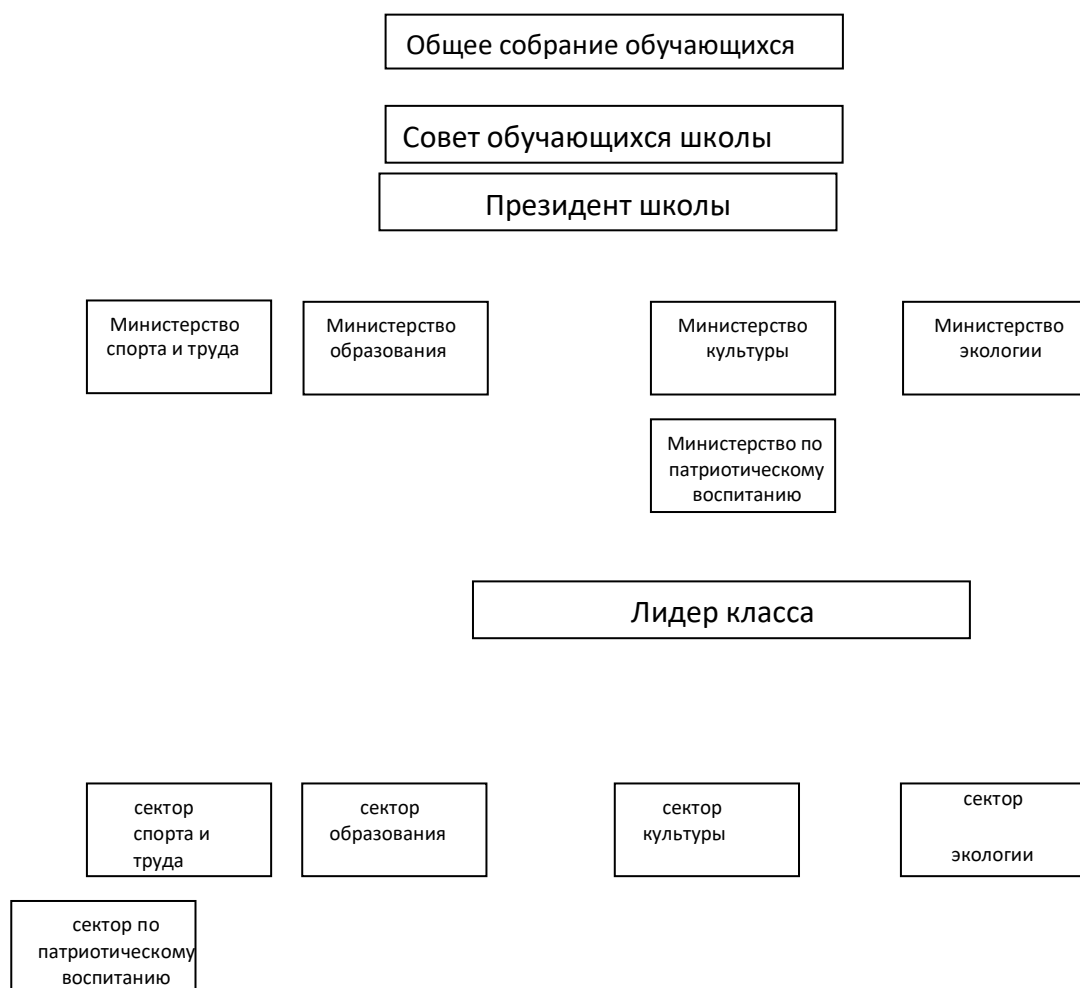 Общее собрание обучающихся
Совет обучающихся школы
Президент школы
Министерство
спорта и труда
Министерство
образования
Министерство
культуры
Министерство
экологии
Министерство по
патриотическому
воспитанию
Лидер класса
сектор
спорта и
труда
сектор
образования
сектор
культуры
сектор
экологии
сектор по
патриотическому
воспитанию